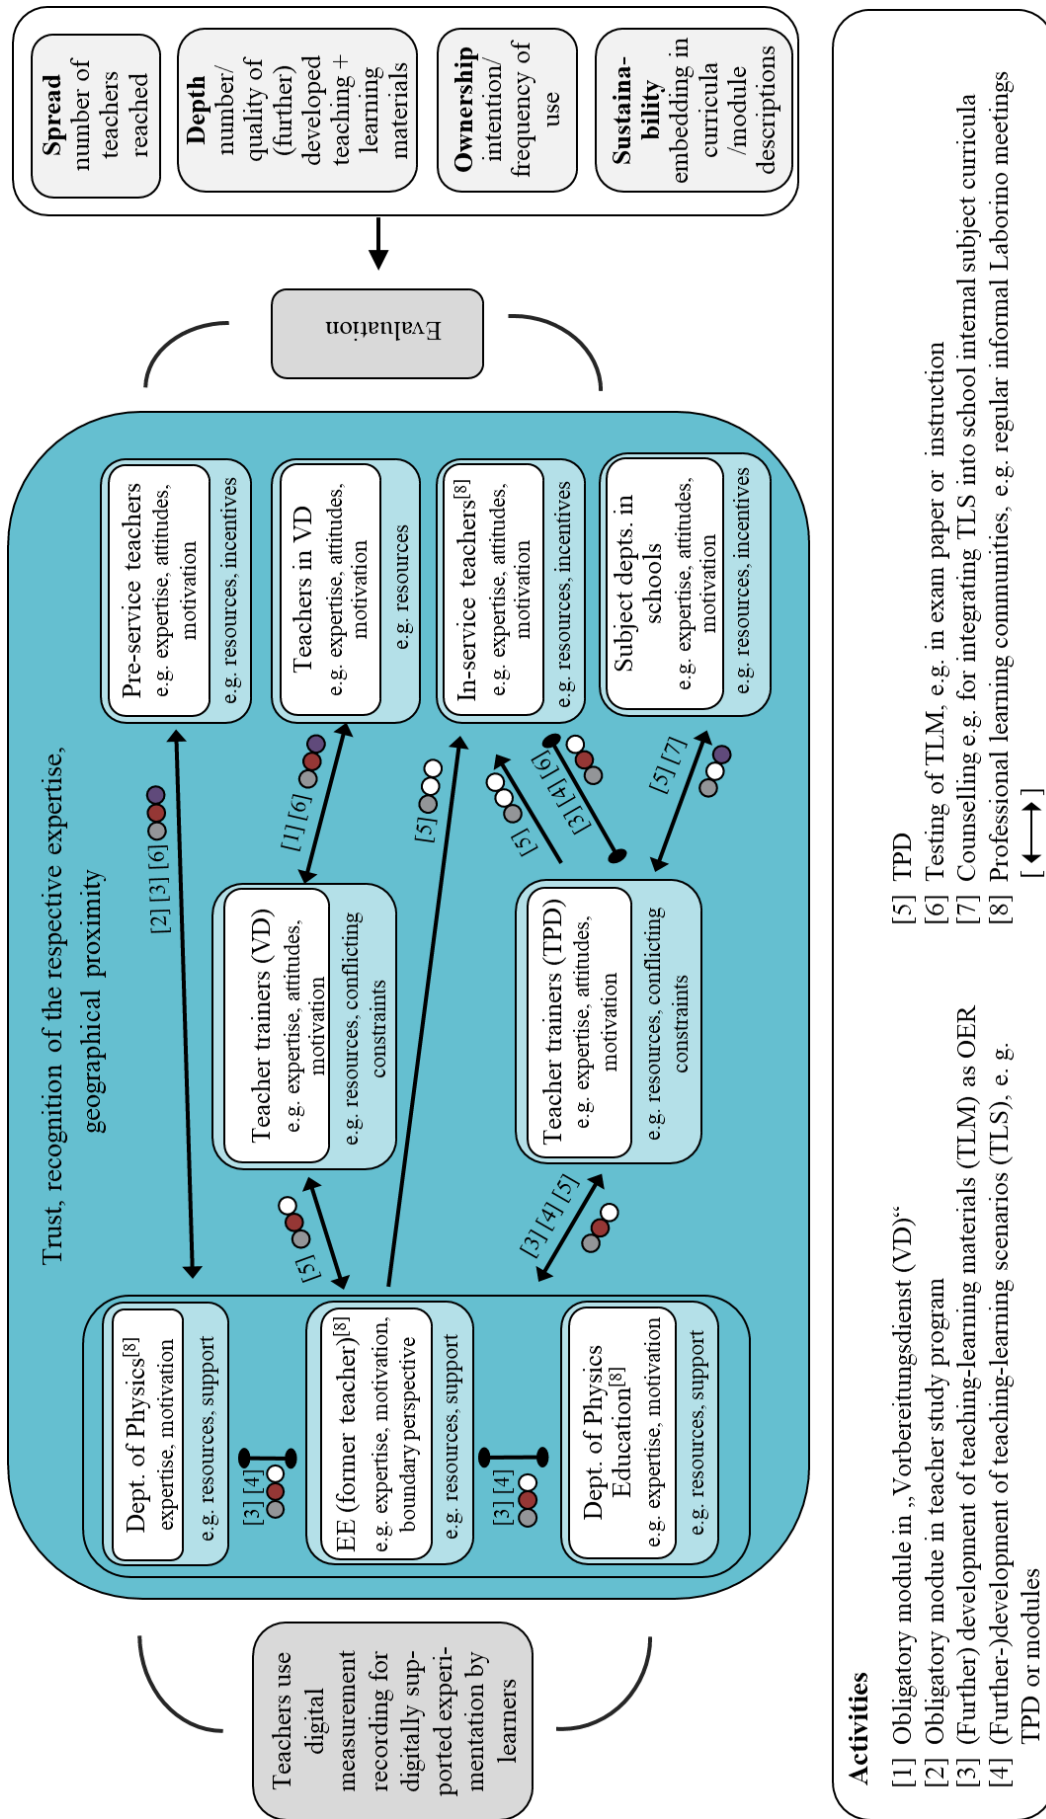 Teachers use
digital
measurement
recording for
digitally sup-
ported experi-
mentation by
learners
Trust, recognition of the respective expertise,
geographical proximity
Dept. of Physics[8]
expertise, motivation
e.g. resources, support
[3] [4]
EE (former teacher)[8]
e.g. expertise, motivation,
boundary perspective
e.g. resources, support
[3] [4]
Dept. of Physics
Education[8]
e.g. expertise, motivation
e.g. resources, support
[2] [3] [6]
[5]
[3] [4] [5]
Teacher trainers (VD)
e.g. expertise, attitudes,
motivation
e.g. resources, conflicting
constraints
Teacher trainers (TPD)
e.g. expertise, attitudes,
motivation
e.g. resources, conflicting
constraints
[1] [6]
[5]
[5]
[3] [4] [6]
[5] [7]
Pre-service teachers
e.g. expertise, attitudes,
motivation
e.g. resources, incentives
Teachers in VD
e.g. expertise, attitudes,
motivation
e.g. resources
In-service teachers[8]
e.g. expertise, attitudes,
motivation
e.g. resources, incentives
Subject depts. in
schools
e.g. expertise, attitudes,
motivation
e.g. resources, incentives
Evaluation
Spread
number of
teachers
reached
Depth
number/
quality of
(further)
developed
teaching +
learning
materials
Ownership
intention/
frequency of
use
Sustaina-
bility
embedding in
curricula
/module
descriptions
Activities
[1] Obligatory module in „Vorbereitungsdienst (VD)“
[2] Obligatory modue in teacher study program
[3] (Further) development of teaching-learning materials (TLM) as OER
[4] (Further-)development of teaching-learning scenarios (TLS), e. g.
TPD or modules
[5] TPD
[6] Testing of TLM, e.g. in exam paper or instruction
[7] Counselling e.g. for integrating TLS into school internal subject curricula
[8] Professional learning communities, e.g. regular informal Laborino meetings
[⟷]